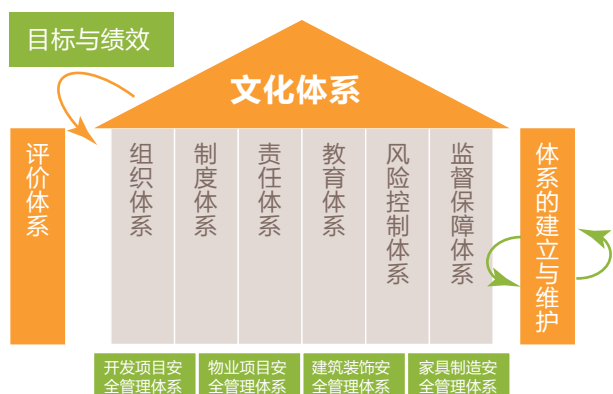 目标与绩效
文化体系
评价体系
组织体系
制度体系
责任体系
教育体系
风险控制体系
监督保障体系
体系的建立与维护
开发项目安
全管理体系
物业项目安
全管理体系
建筑装饰安
全管理体系
家具制造安
全管理体系